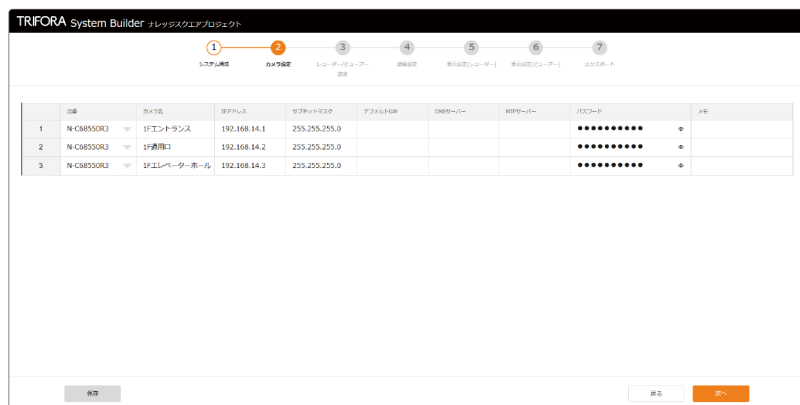 TRIFORA System Builder ナレッジスクエアプロジェクト
1 2 3 4 5 6 7
システム構成 カメラ設定 レコーダー/ビューアー設定 録画設定 表示設定(レコーダー) 表示設定(ビューアー) エクスポート
品番 カメラ名 IPアドレス サブネットマスク デフォルトGW DNSサーバー NTPサーバー パスワード メモ
1 N-C68550R3 1Fエントランス 192.168.14.1 255.255.255.0 ●●●●●●●●●●
2 N-C68550R3 1F通用口 192.168.14.2 255.255.255.0 ●●●●●●●●●●
3 N-C68550R3 1Fエレベーターホール 192.168.14.3 255.255.255.0 ●●●●●●●●●●
保存 戻る 次へ